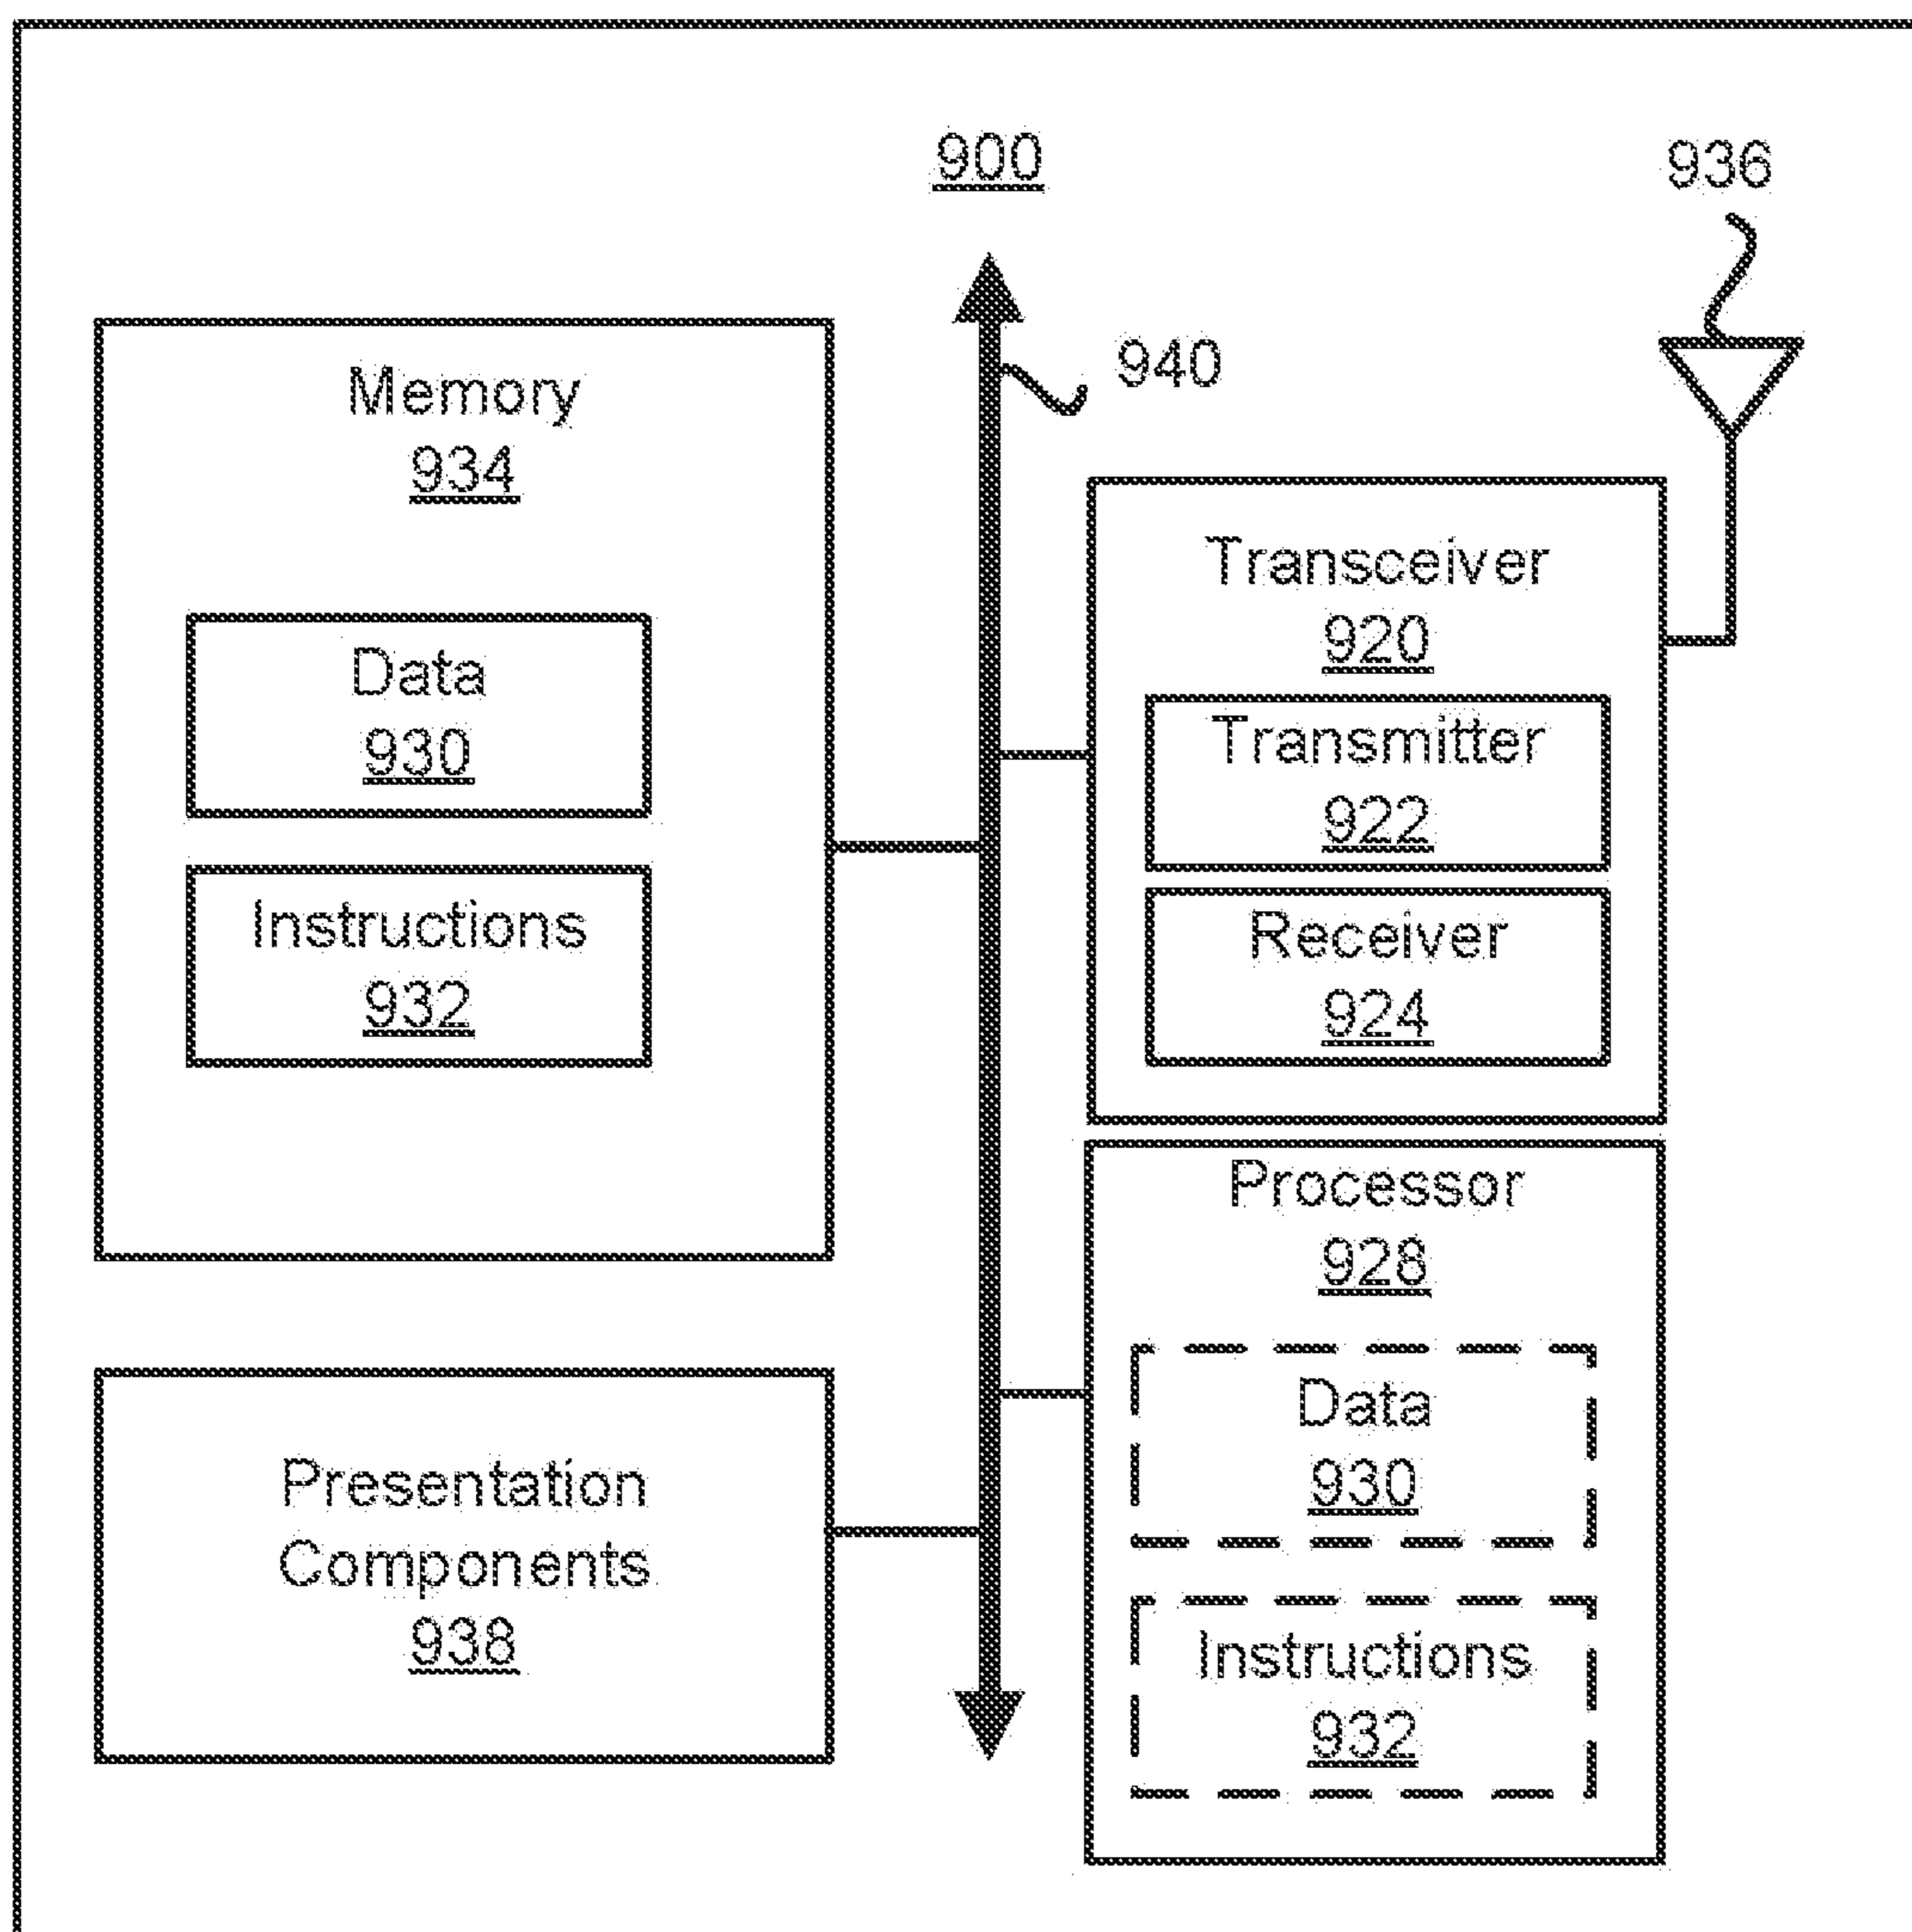 900
936
940
Memory
934
Data
930
Instructions
932
Transceiver
920
Transmitter
922
Receiver
924
Processor
928
Data
930
Instructions
932
Presentation
Components
938